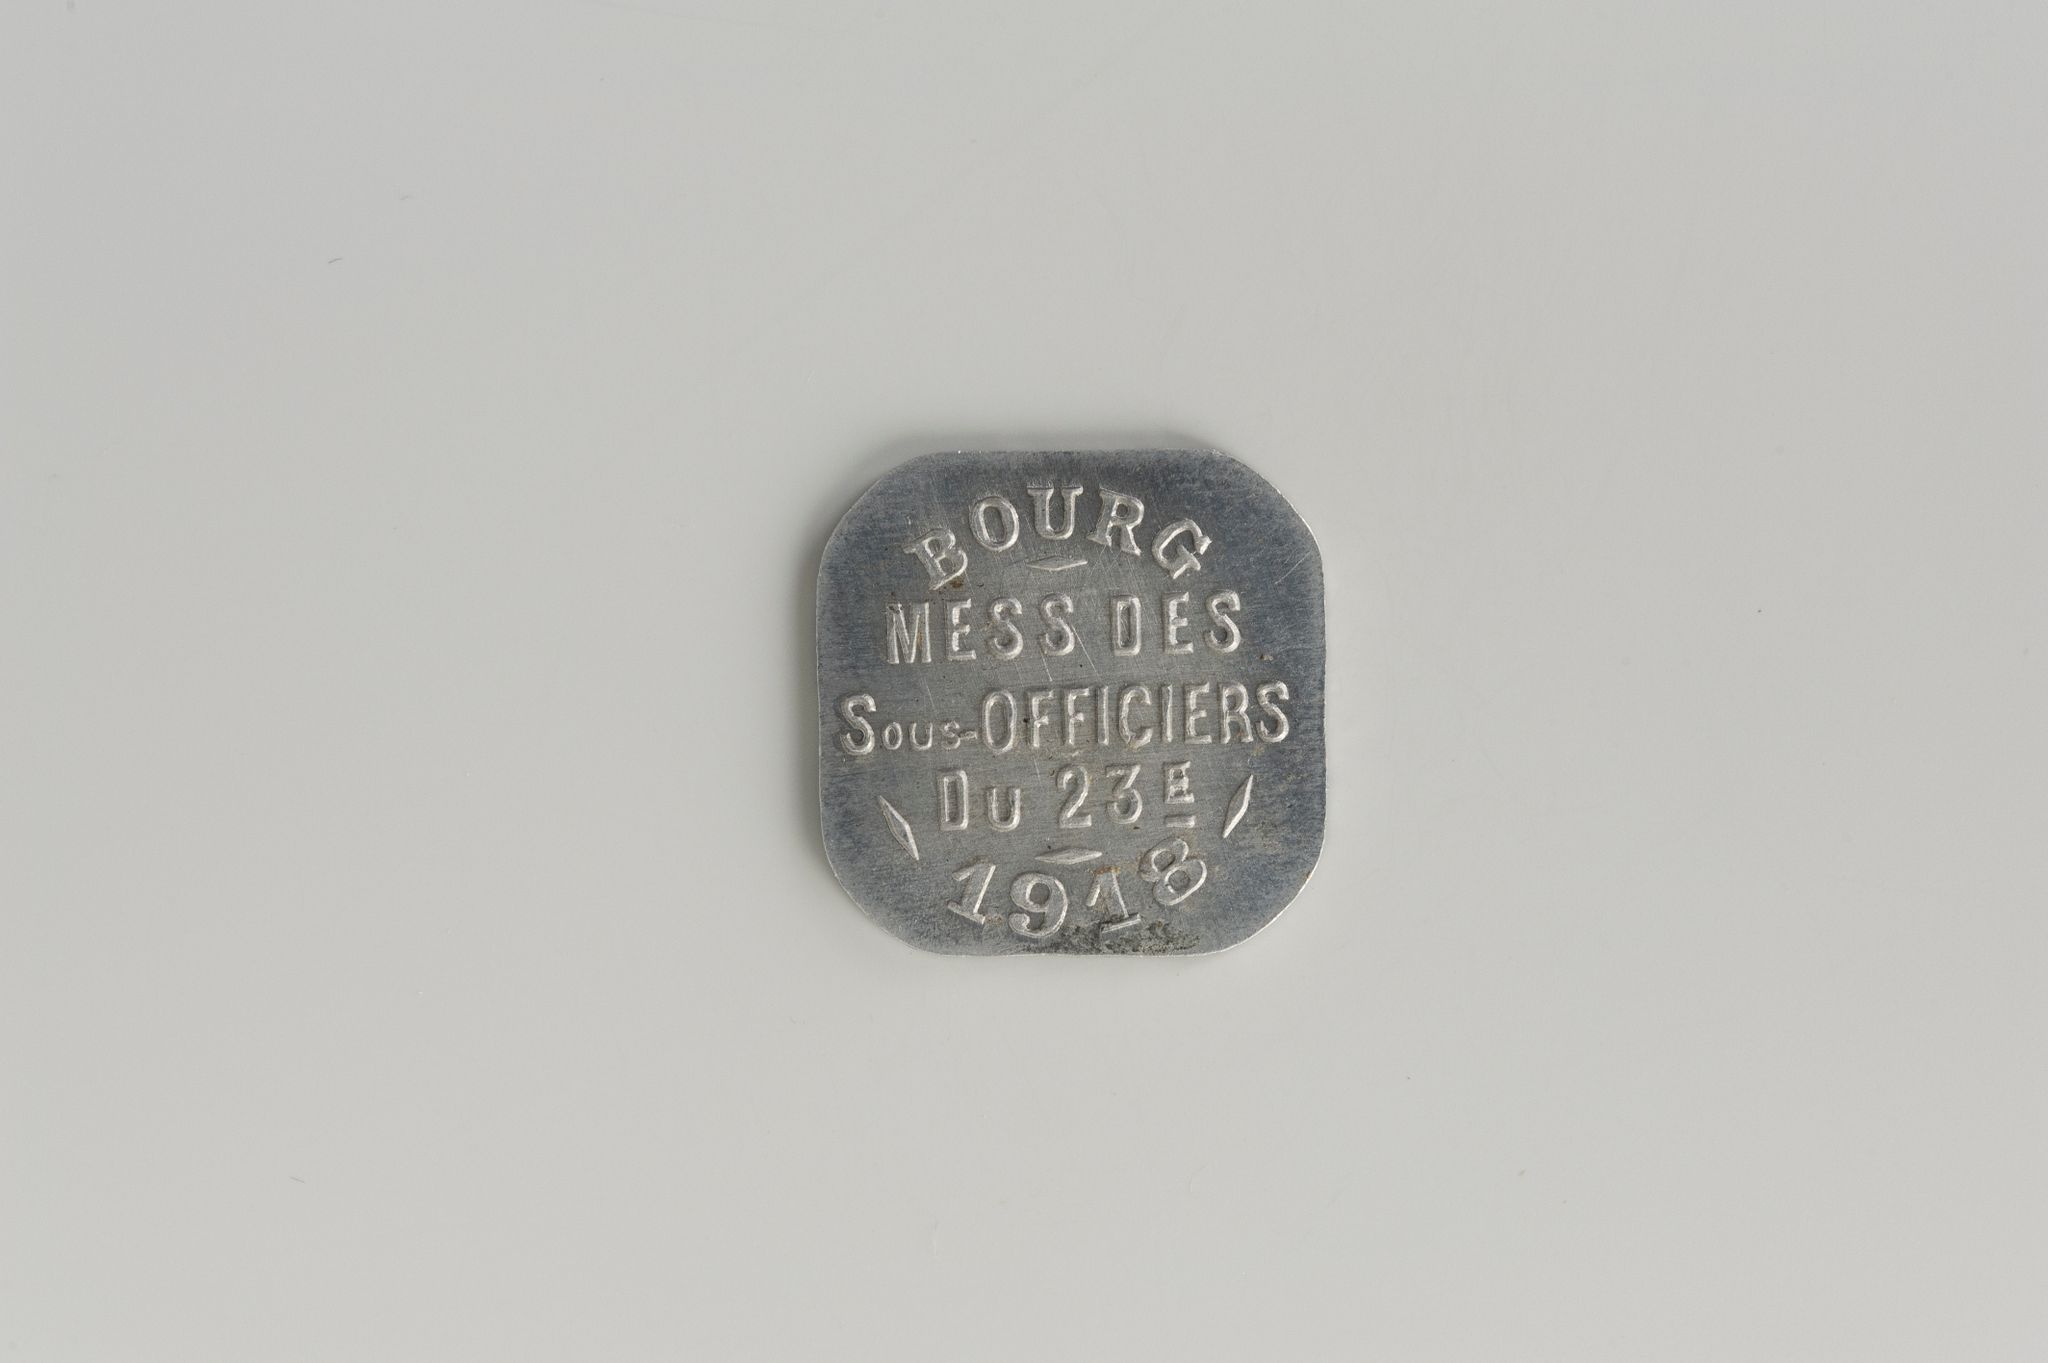 BOURG
MESS DES
Sous-OFFICIERS
DU 23E
1918